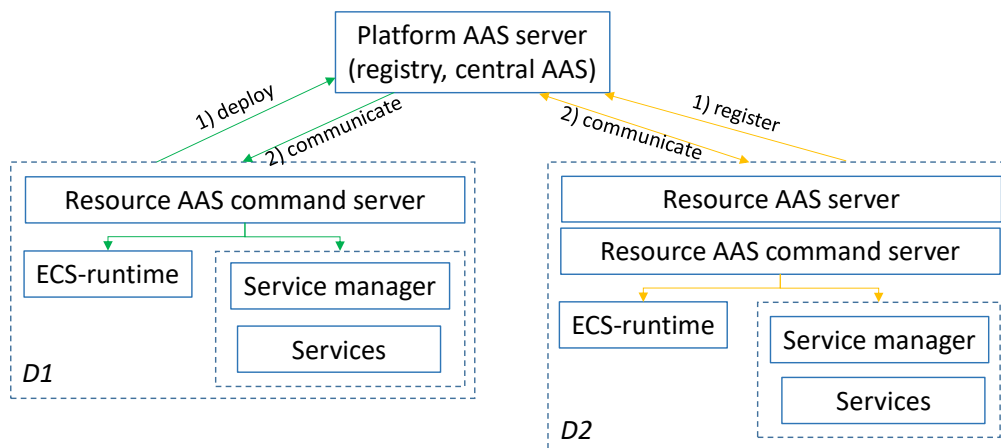 Platform AAS server
(registry, central AAS)
1) deploy
2) communicate
2) communicate
1) register
Resource AAS command server
ECS-runtime
Service manager
Services
D1
Resource AAS server
Resource AAS command server
ECS-runtime
Service manager
Services
D2